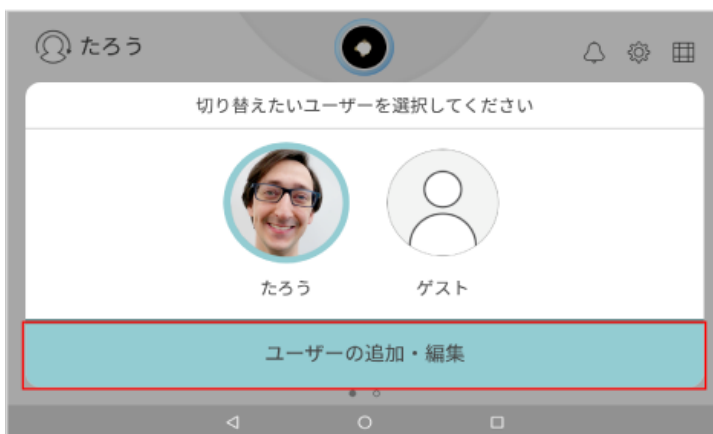 たろう
切り替えたいユーザーを選択してください
たろう
ゲスト
ユーザーの追加・編集